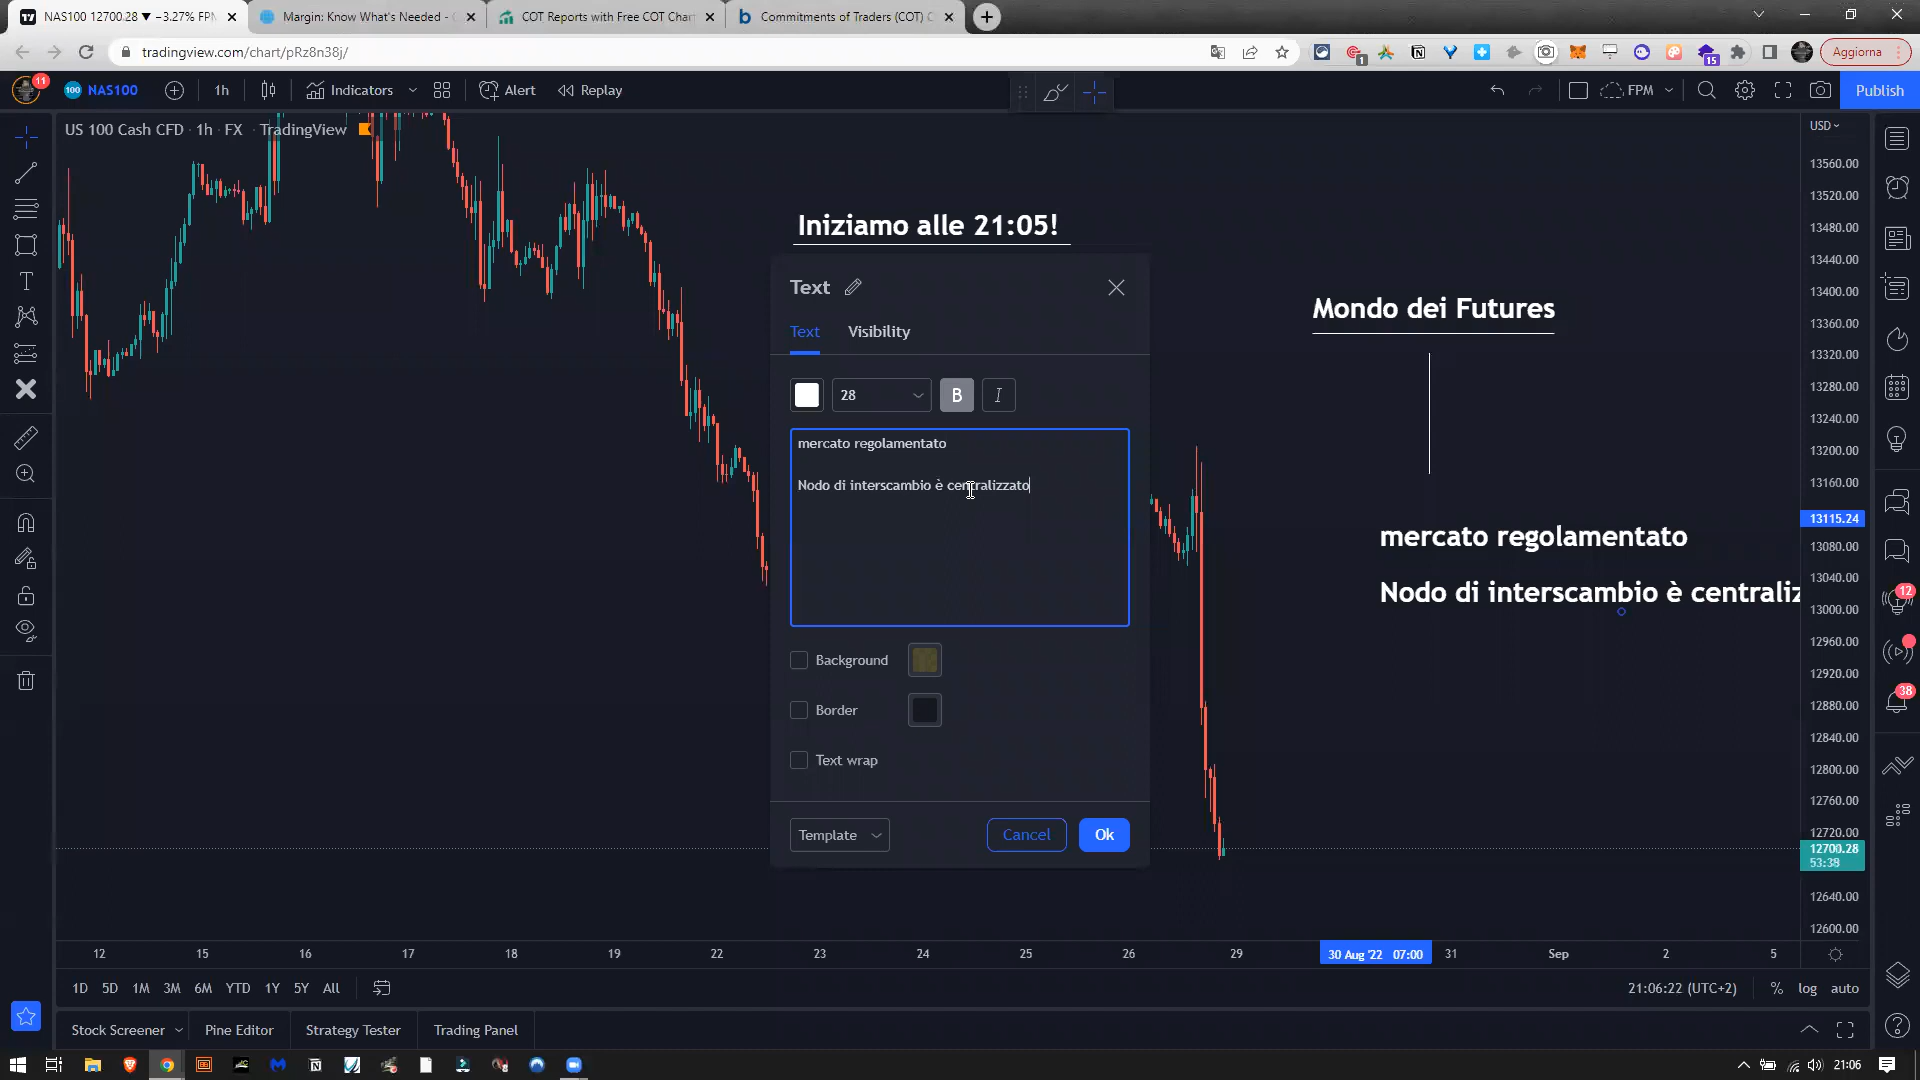 NAS100 12700.28 ▼ −3.27% FPM
Margin: Know What's Needed -
COT Reports with Free COT Char
Commitments of Traders (COT) C
tradingview.com/chart/pRz8n38j/
1
15
Aggiorna
11
100 NAS100
1h
Indicators
Alert
Replay
FPM
Publish
US 100 Cash CFD · 1h · FX · TradingView
USD
13560.00
13520.00
13480.00
13440.00
13400.00
13360.00
13320.00
13280.00
13240.00
13200.00
13160.00
13115.24
13080.00
13040.00
13000.00
12960.00
12920.00
12880.00
12840.00
12800.00
12760.00
12720.00
12700.28
53:38
12640.00
12600.00
Iniziamo alle 21:05!
Mondo dei Futures
mercato regolamentato
Nodo di interscambio è centraliz
Text
Text
Visibility
28
B
I
mercato regolamentato
Nodo di interscambio è centralizzato
Background
Border
Text wrap
Template
Cancel
Ok
12
38
12
15
16
17
18
19
22
23
24
25
26
29
30 Aug '22 07:00
31
Sep
2
5
1D
5D
1M
3M
6M
YTD
1Y
5Y
All
21:06:22 (UTC+2)
%
log
auto
Stock Screener
Pine Editor
Strategy Tester
Trading Panel
21:06